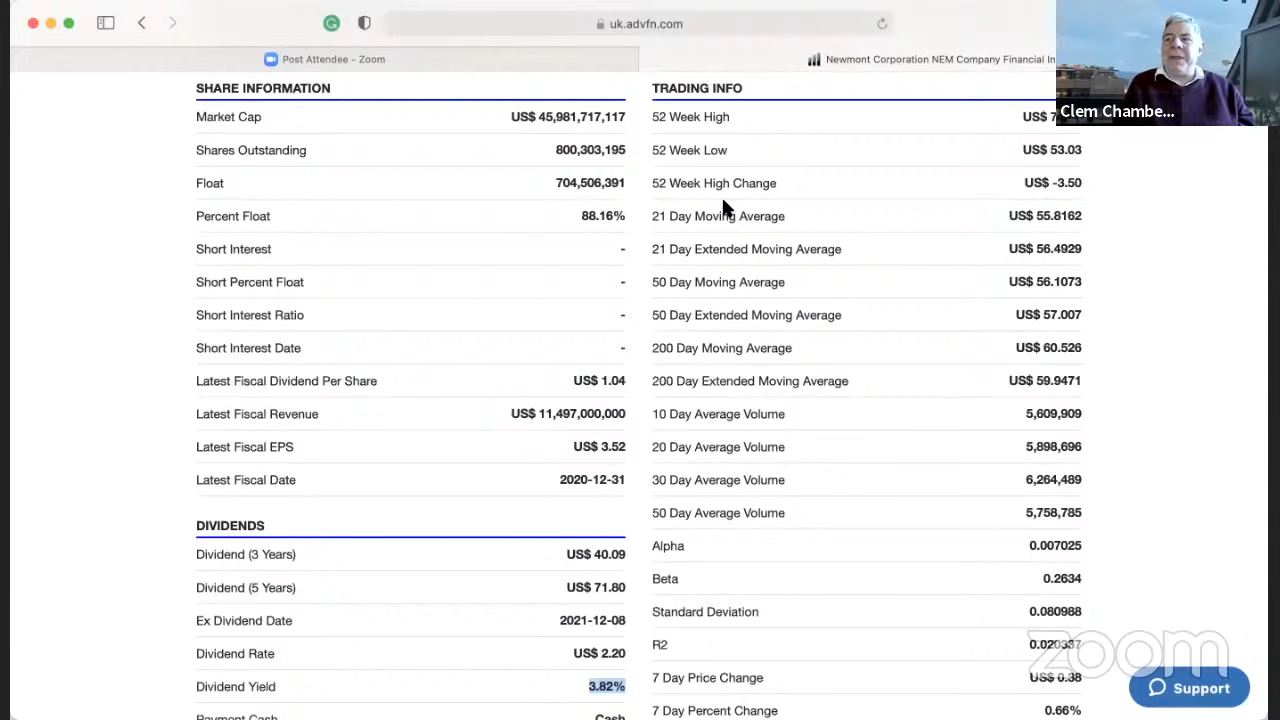 uk.advfn.com
Post Attendee - Zoom
Newmont Corporation NEM Company Financial In
Clem Chambe...
SHARE INFORMATION
Market Cap US$ 45,981,717,117
Shares Outstanding 800,303,195
Float 704,506,391
Percent Float 88.16%
Short Interest -
Short Percent Float -
Short Interest Ratio -
Short Interest Date -
Latest Fiscal Dividend Per Share US$ 1.04
Latest Fiscal Revenue US$ 11,497,000,000
Latest Fiscal EPS US$ 3.52
Latest Fiscal Date 2020-12-31
DIVIDENDS
Dividend (3 Years) US$ 40.09
Dividend (5 Years) US$ 71.80
Ex Dividend Date 2021-12-08
Dividend Rate US$ 2.20
Dividend Yield 3.82%
Payment Cash Cash
TRADING INFO
52 Week High US$ 7
52 Week Low US$ 53.03
52 Week High Change US$ -3.50
21 Day Moving Average US$ 55.8162
21 Day Extended Moving Average US$ 56.4929
50 Day Moving Average US$ 56.1073
50 Day Extended Moving Average US$ 57.007
200 Day Moving Average US$ 60.526
200 Day Extended Moving Average US$ 59.9471
10 Day Average Volume 5,609,909
20 Day Average Volume 5,898,696
30 Day Average Volume 6,264,489
50 Day Average Volume 5,758,785
Alpha 0.007025
Beta 0.2634
Standard Deviation 0.080988
R2 0.020337
7 Day Price Change US$ 0.38
7 Day Percent Change 0.66%
zoom
Support